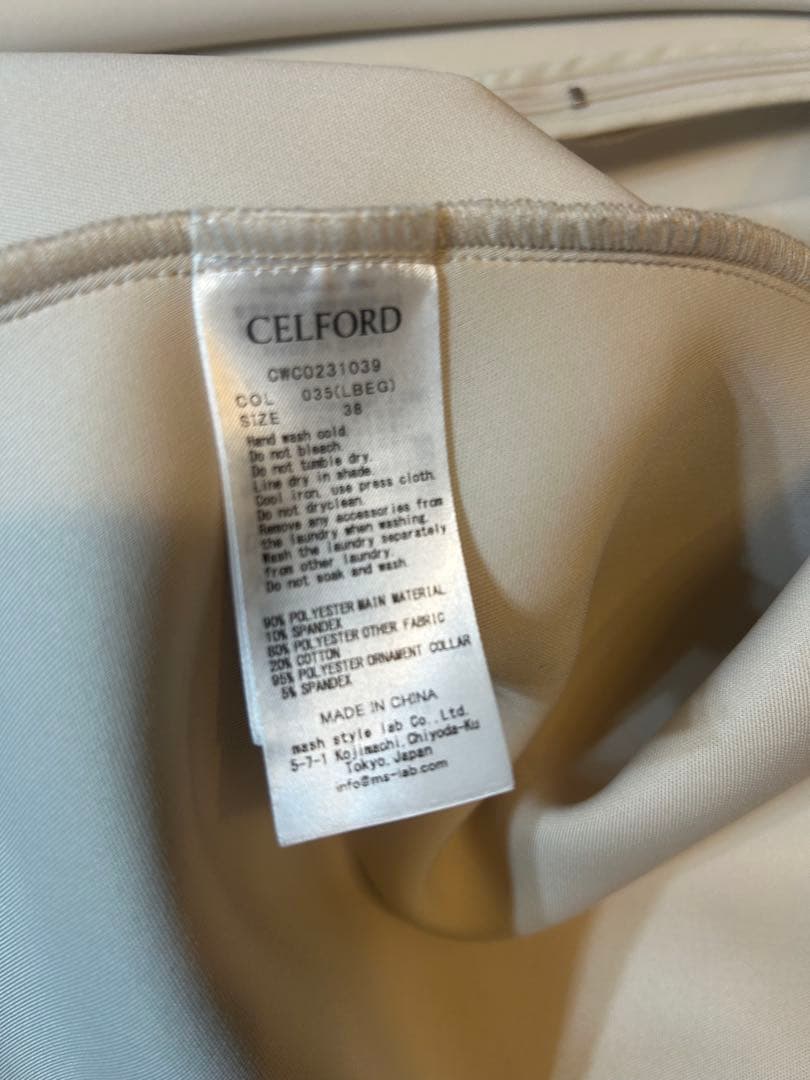 CELFORD
CWCO231039
COL 035(LBEG)
SIZE 38
Hand wash cold.
Do not bleach.
Do not tumble dry.
Line dry in shade.
Cool iron, use press cloth.
Do not dryclean.
Remove any accessories from
the laundry when washing.
Wash the laundry separately
from other laundry.
Do not soak and wash.
90% POLYESTER MAIN MATERIAL
10% SPANDEX
80% POLYESTER OTHER FABRIC
20% COTTON
95% POLYESTER ORNAMENT COLLAR
5% SPANDEX
MADE IN CHINA
mash style lab Co.,Ltd.
5-7-1 Kojimachi,Chiyoda-Ku
Tokyo,Japan
info@ms-lab.com